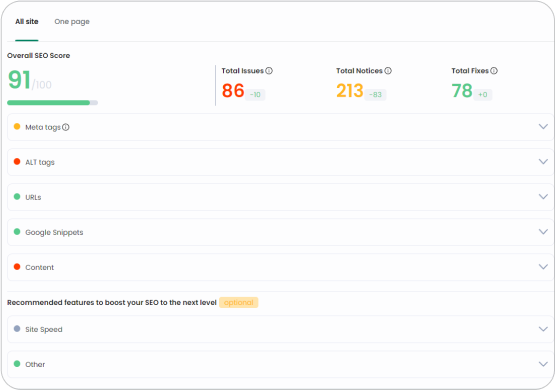 All site One page
Overall SEO Score
91/100
Total Issues
86 -10
Total Notices
213 -83
Total Fixes
78 +0
Meta tags
ALT tags
URLs
Google Snippets
Content
Recommended features to boost your SEO to the next level optional
Site Speed
Other